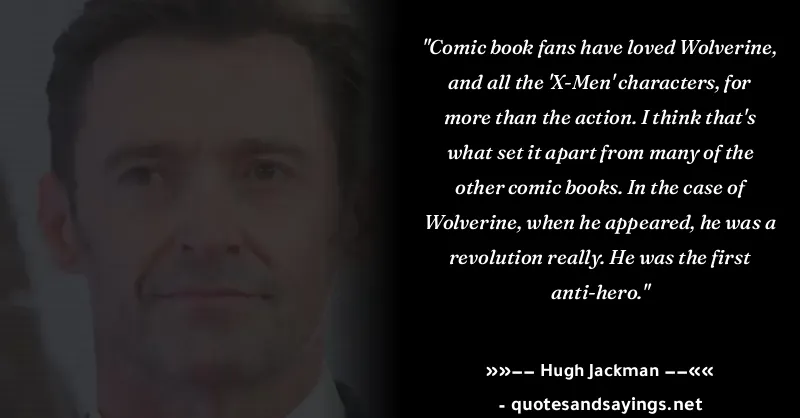 "Comic book fans have loved Wolverine,
and all the 'X-Men' characters, for
more than the action. I think that's
what set it apart from many of the
other comic books. In the case of
Wolverine, when he appeared, he was a
revolution really. He was the first
anti-hero."
»»−− Hugh Jackman −−««
- quotesandsayings.net